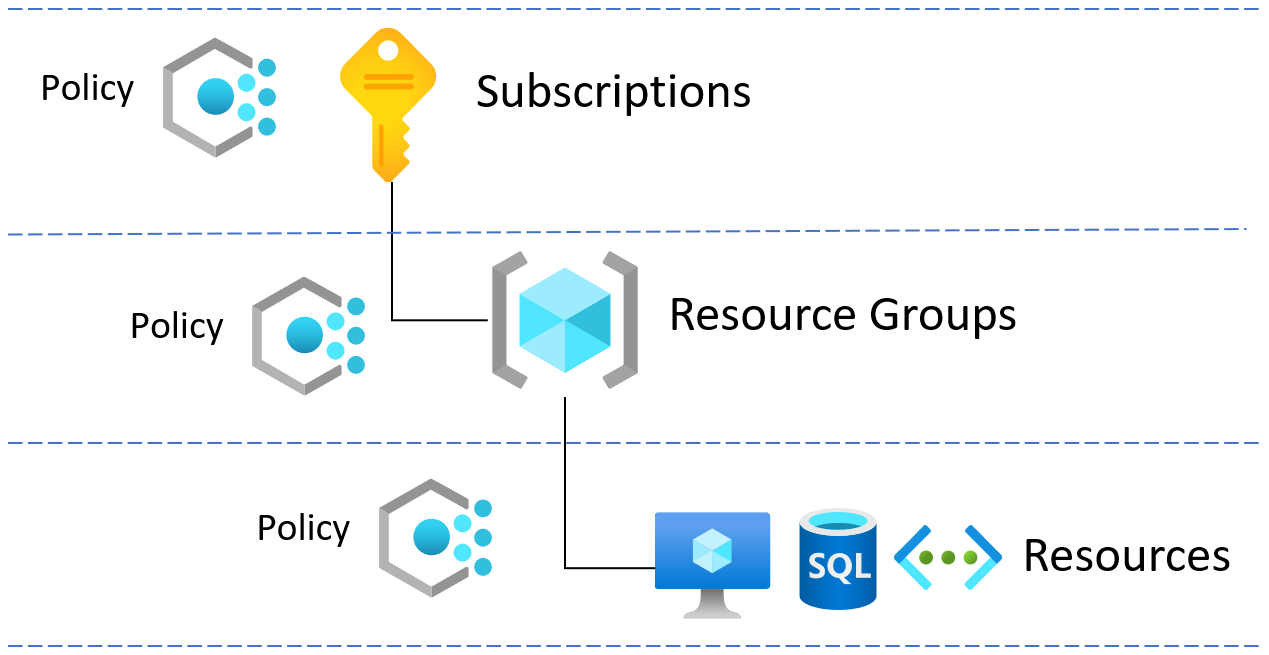 Policy
Subscriptions
Policy
Resource Groups
Policy
SQL
Resources